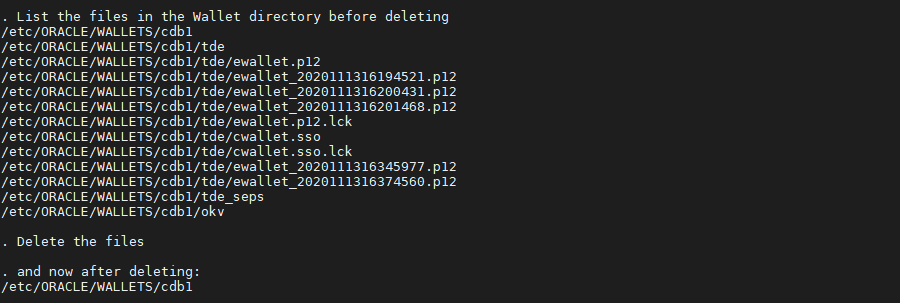 . List the files in the Wallet directory before deleting
/etc/ORACLE/WALLETS/cdb1
/etc/ORACLE/WALLETS/cdb1/tde
/etc/ORACLE/WALLETS/cdb1/tde/ewallet.p12
/etc/ORACLE/WALLETS/cdb1/tde/ewallet_2020111316194521.p12
/etc/ORACLE/WALLETS/cdb1/tde/ewallet_2020111316200431.p12
/etc/ORACLE/WALLETS/cdb1/tde/ewallet_2020111316201468.p12
/etc/ORACLE/WALLETS/cdb1/tde/ewallet.p12.lck
/etc/ORACLE/WALLETS/cdb1/tde/cwallet.sso
/etc/ORACLE/WALLETS/cdb1/tde/cwallet.sso.lck
/etc/ORACLE/WALLETS/cdb1/tde/ewallet_2020111316345977.p12
/etc/ORACLE/WALLETS/cdb1/tde/ewallet_2020111316374560.p12
/etc/ORACLE/WALLETS/cdb1/tde_seps
/etc/ORACLE/WALLETS/cdb1/okv
. Delete the files
. and now after deleting:
/etc/ORACLE/WALLETS/cdb1